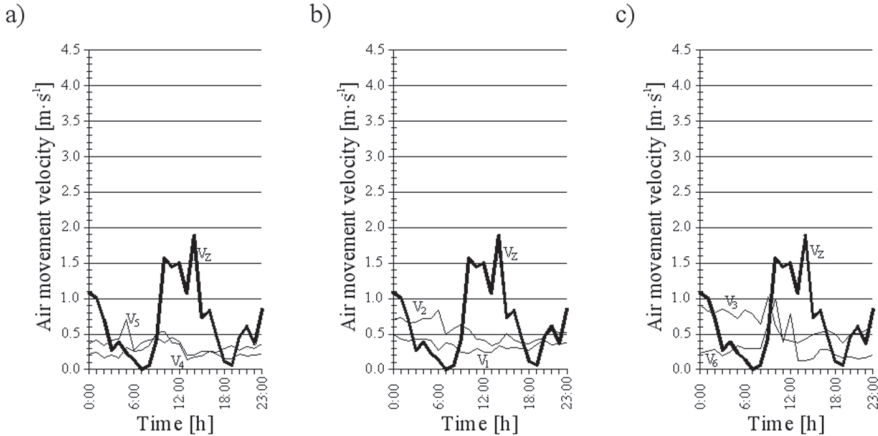 a)
Air movement velocity [m·s⁻¹]
4.5
4.0
3.5
3.0
2.5
2.0
1.5
1.0
0.5
0.0
Vz
V5
V4
0:00
6:00
12:00
18:00
23:00
Time [h]
b)
Air movement velocity [m·s⁻¹]
4.5
4.0
3.5
3.0
2.5
2.0
1.5
1.0
0.5
0.0
Vz
V2
V1
0:00
6:00
12:00
18:00
23:00
Time [h]
c)
Air movement velocity [m·s⁻¹]
4.5
4.0
3.5
3.0
2.5
2.0
1.5
1.0
0.5
0.0
Vz
V3
V6
0:00
6:00
12:00
18:00
23:00
Time [h]